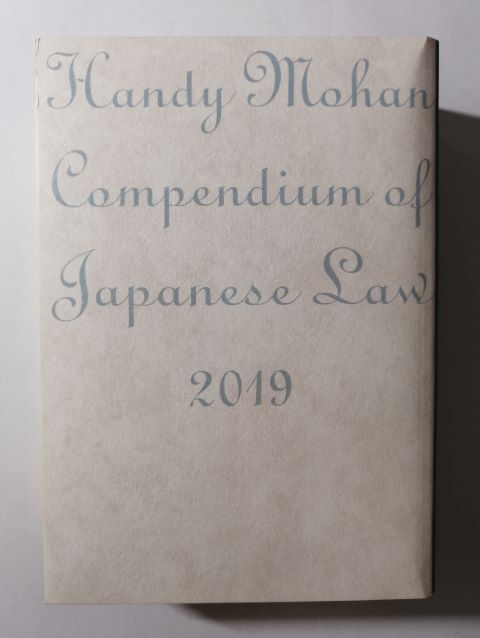 Handy Mohan
Compendium of
Japanese Law
2019